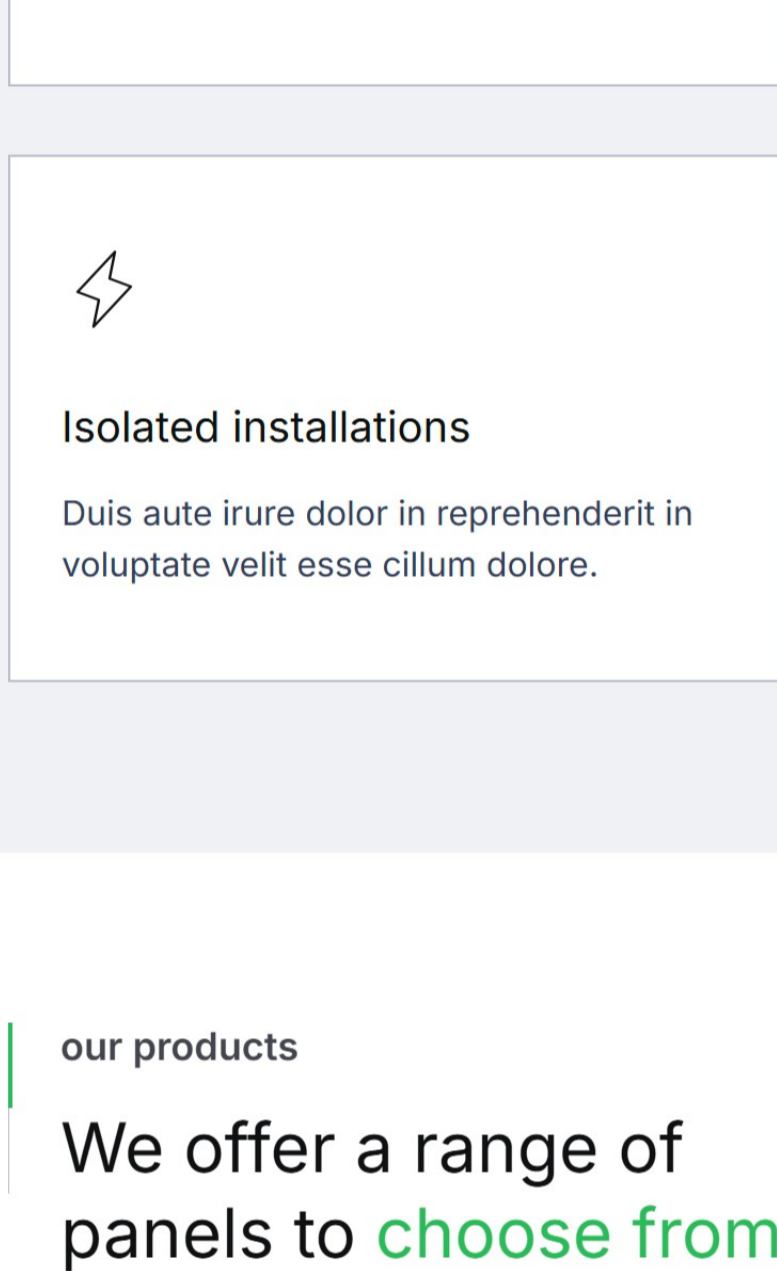 Isolated installations
Duis aute irure dolor in reprehenderit in
voluptate velit esse cillum dolore.
our products
We offer a range of
panels to choose from